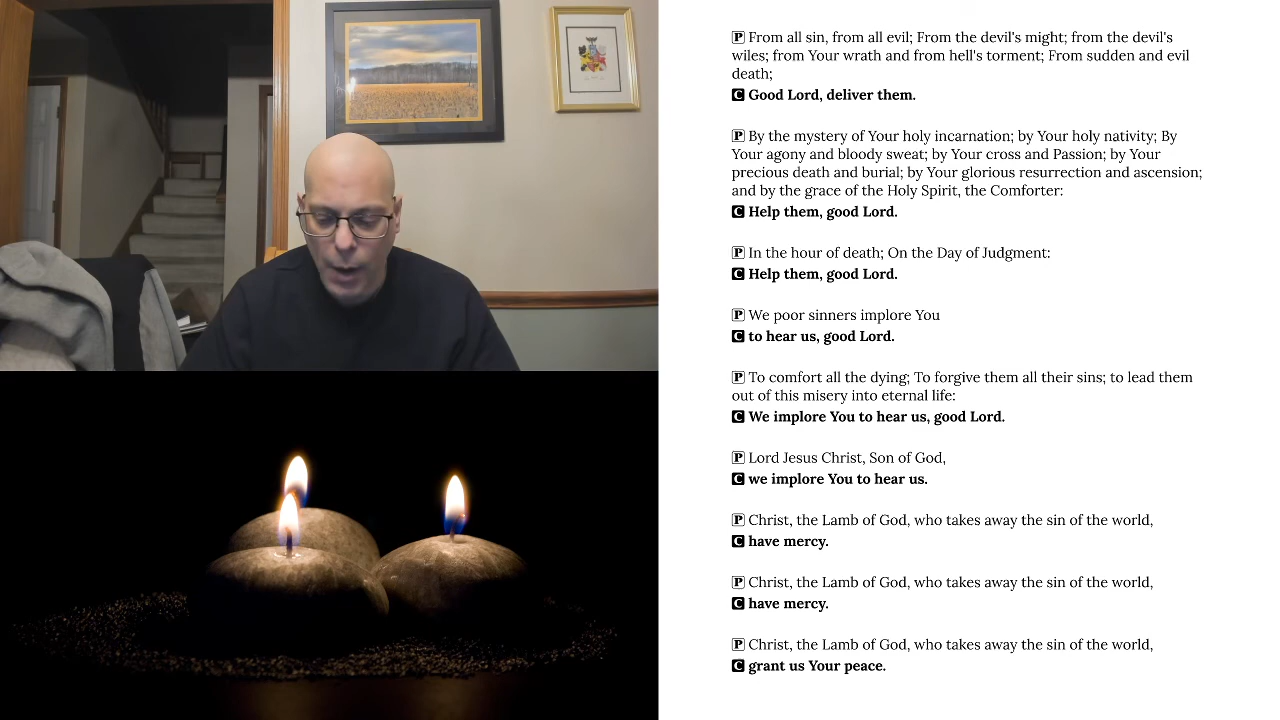 P From all sin, from all evil; From the devil's might; from the devil's
wiles; from Your wrath and from hell's torment; From sudden and evil
death;
C Good Lord, deliver them.
P By the mystery of Your holy incarnation; by Your holy nativity; By
Your agony and bloody sweat; by Your cross and Passion; by Your
precious death and burial; by Your glorious resurrection and ascension;
and by the grace of the Holy Spirit, the Comforter:
C Help them, good Lord.
P In the hour of death; On the Day of Judgment:
C Help them, good Lord.
P We poor sinners implore You
C to hear us, good Lord.
P To comfort all the dying; To forgive them all their sins; to lead them
out of this misery into eternal life:
C We implore You to hear us, good Lord.
P Lord Jesus Christ, Son of God,
C we implore You to hear us.
P Christ, the Lamb of God, who takes away the sin of the world,
C have mercy.
P Christ, the Lamb of God, who takes away the sin of the world,
C have mercy.
P Christ, the Lamb of God, who takes away the sin of the world,
C grant us Your peace.